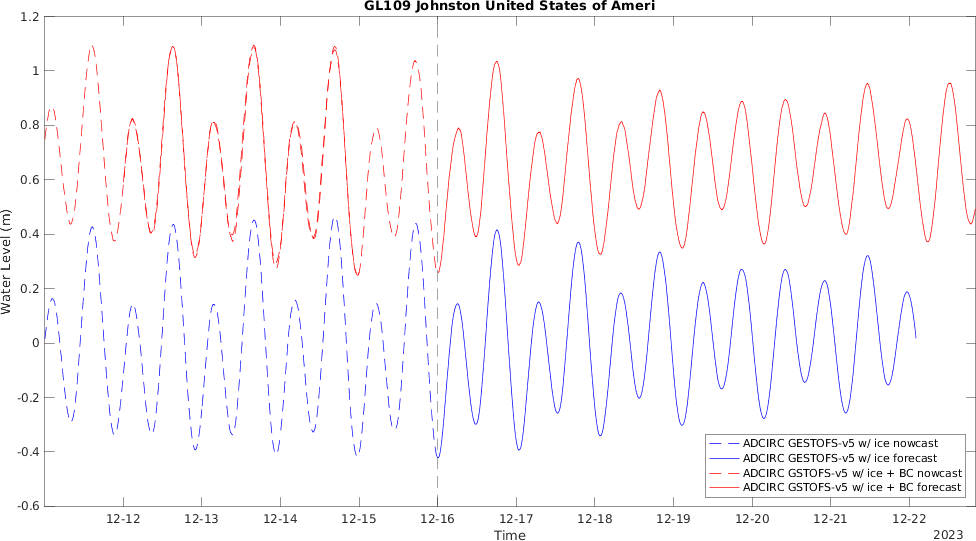 GL109 Johnston United States of Ameri
Water Level (m)
1.2
1
0.8
0.6
0.4
0.2
0
-0.2
-0.4
-0.6
ADCIRC GESTOFS-v5 w/ ice nowcast
ADCIRC GESTOFS-v5 w/ ice forecast
ADCIRC GSTOFS-v5 w/ ice + BC nowcast
ADCIRC GSTOFS-v5 w/ ice + BC forecast
12-12 12-13 12-14 12-15 12-16 12-17 12-18 12-19 12-20 12-21 12-22
Time
2023